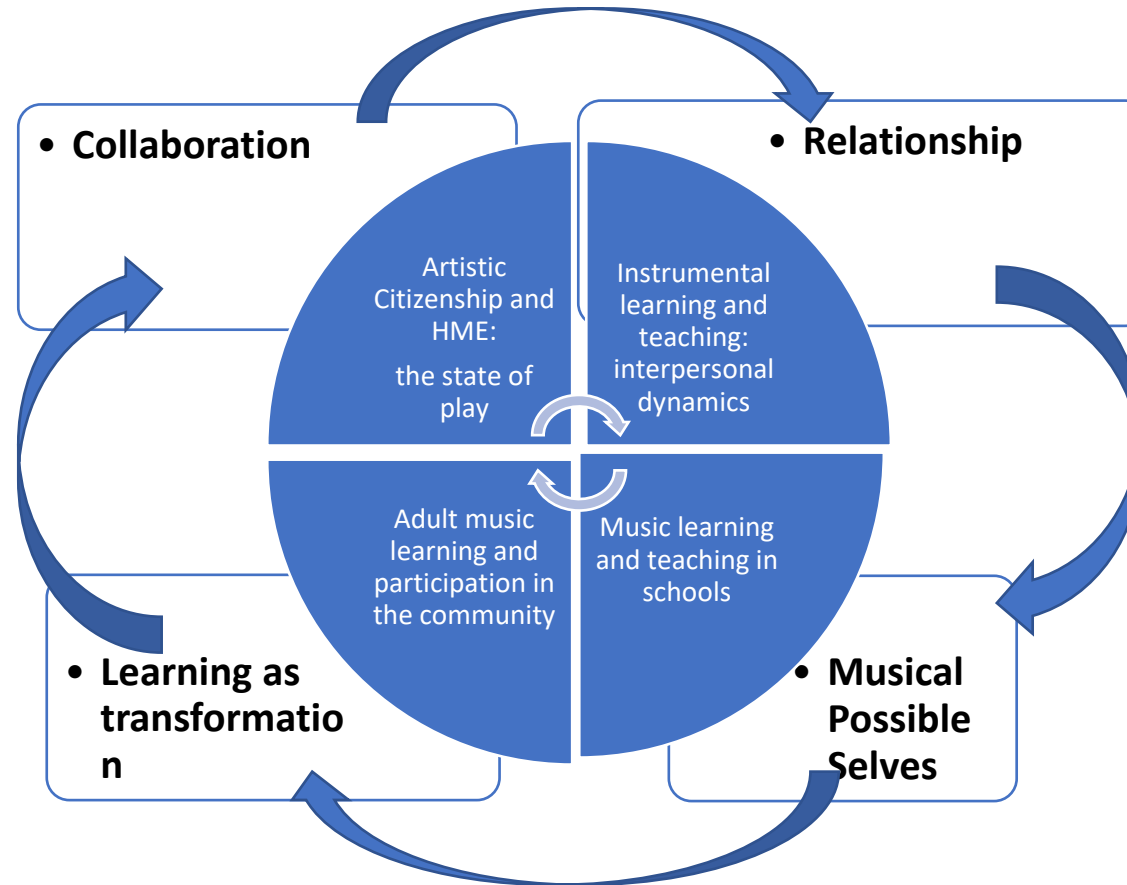 • Collaboration
• Relationship
Artistic
Citizenship and
HME:
the state of
play
Instrumental
learning and
teaching:
interpersonal
dynamics
Adult music
learning and
participation in
the community
Music learning
and teaching in
schools
• Learning as
transformatio
n
• Musical
Possible
Selves